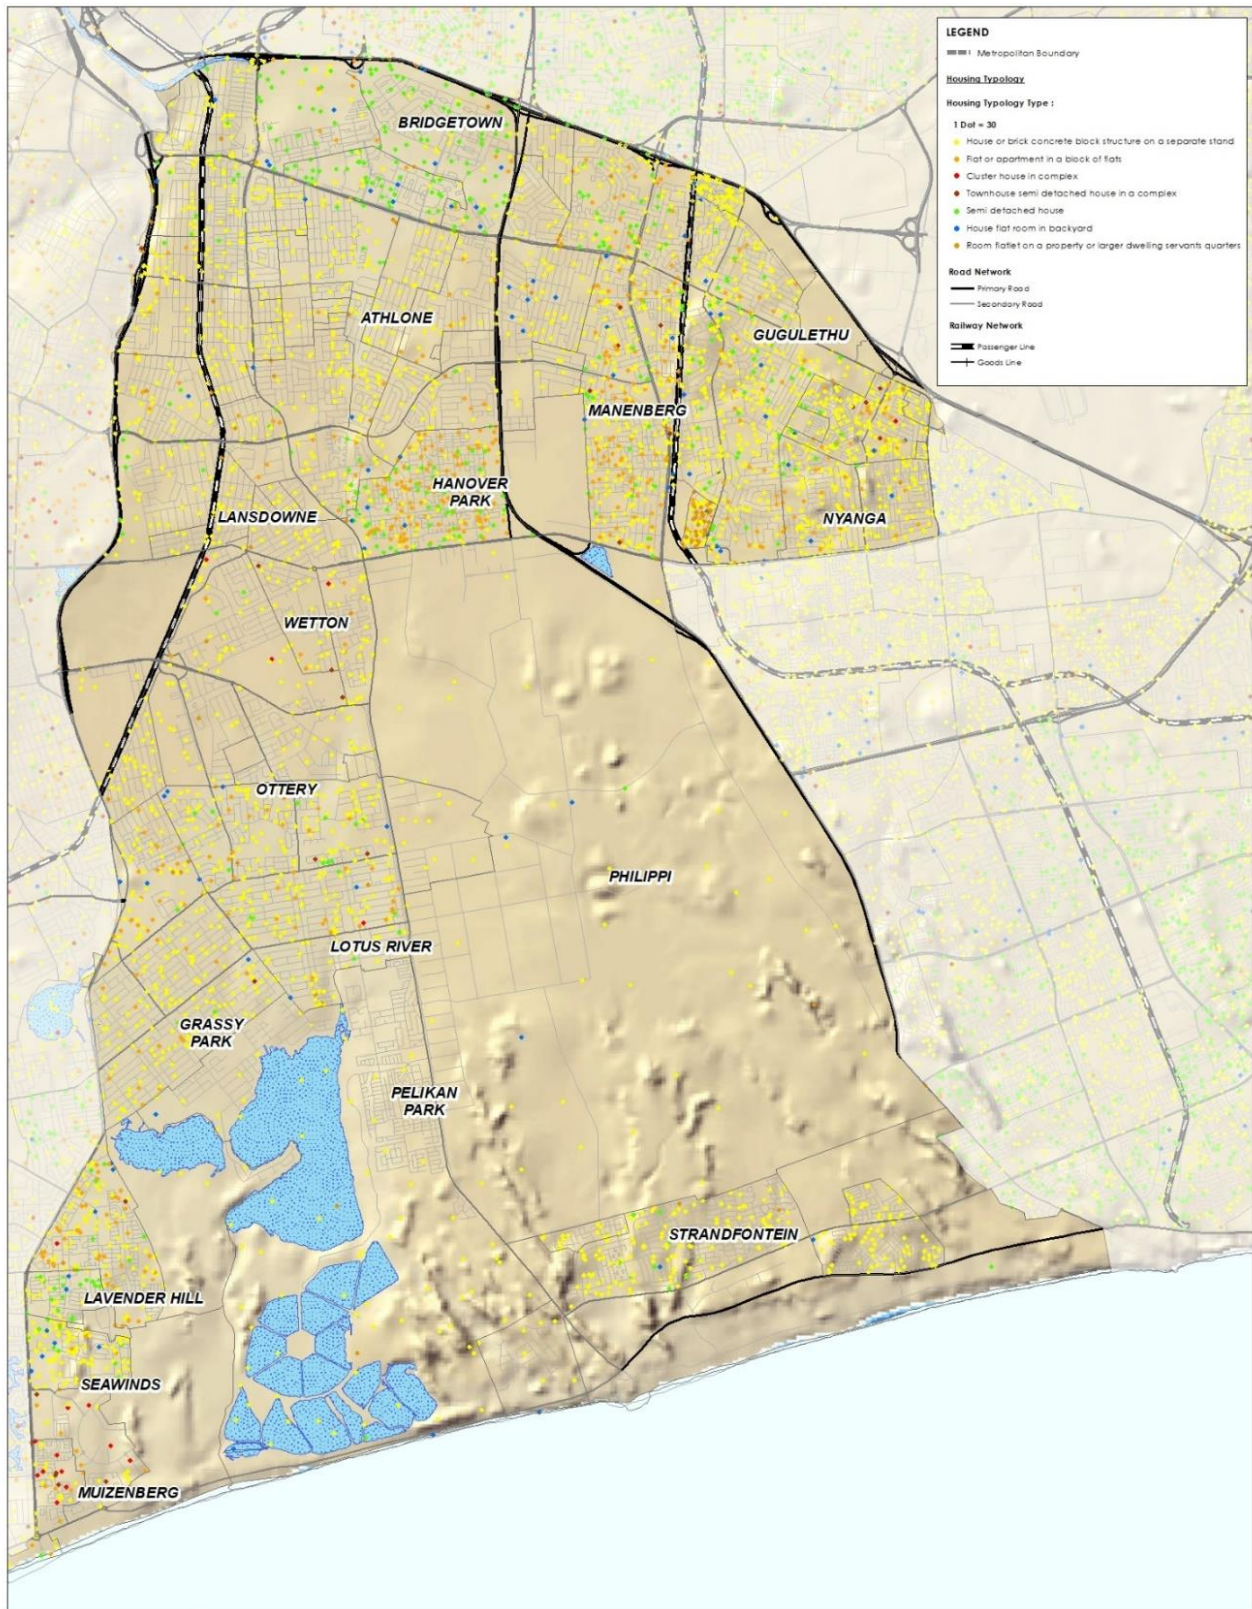 LEGEND
Metropolitan Boundary
Housing Typology
Housing Typology Type :
1 Dot = 30
House or brick concrete block structure on a separate stand
Flat or apartment in a block of flats
Cluster house in complex
Townhouse semi detached house in a complex
Semi detached house
House flat room in backyard
Room flatlet on a property or larger dwelling servants quarters
Road Network
Primary Road
Secondary Road
Railway Network
Passenger Line
Goods Line
BRIDGETOWN
ATHLONE
GUGULETHU
MANENBERG
HANOVER
PARK
LANSDOWNE
NYANGA
WETTON
OTTERY
PHILIPPI
LOTUS RIVER
GRASSY
PARK
PELIKAN
PARK
STRANDFONTEIN
LAVENDER HILL
SEAWINDS
MUIZENBERG